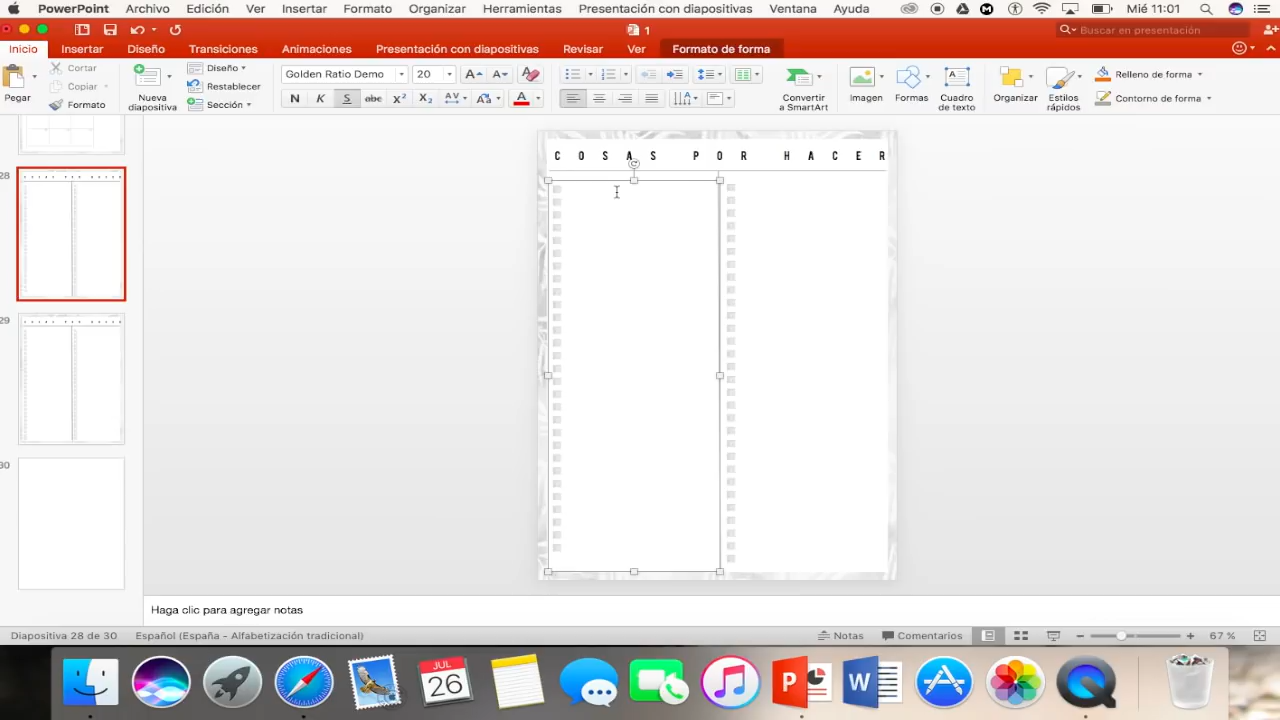 PowerPoint Archivo Edición Ver Insertar Formato Organizar Herramientas Presentación con diapositivas Ventana Ayuda Mié 11:01
1
Buscar en presentación
Inicio Insertar Diseño Transiciones Animaciones Presentación con diapositivas Revisar Ver Formato de forma
Pegar
Cortar
Copiar
Formato
Nueva diapositiva
Diseño
Restablecer
Sección
Golden Ratio Demo 20
N K S abc X² X₂ AV A
Convertir a SmartArt
Imagen
Formas
Cuadro de texto
Organizar
Estilos rápidos
Relleno de forma
Contorno de forma
28
29
30
COSAS POR HACER
Haga clic para agregar notas
Diapositiva 28 de 30 Español (España - Alfabetización tradicional) Notas Comentarios 67 %
JUL
26